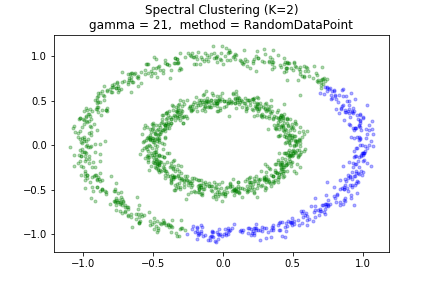 Spectral Clustering (K=2)
gamma = 21,  method = RandomDataPoint
1.0
0.5
0.0
−0.5
−1.0
−1.0 −0.5 0.0 0.5 1.0